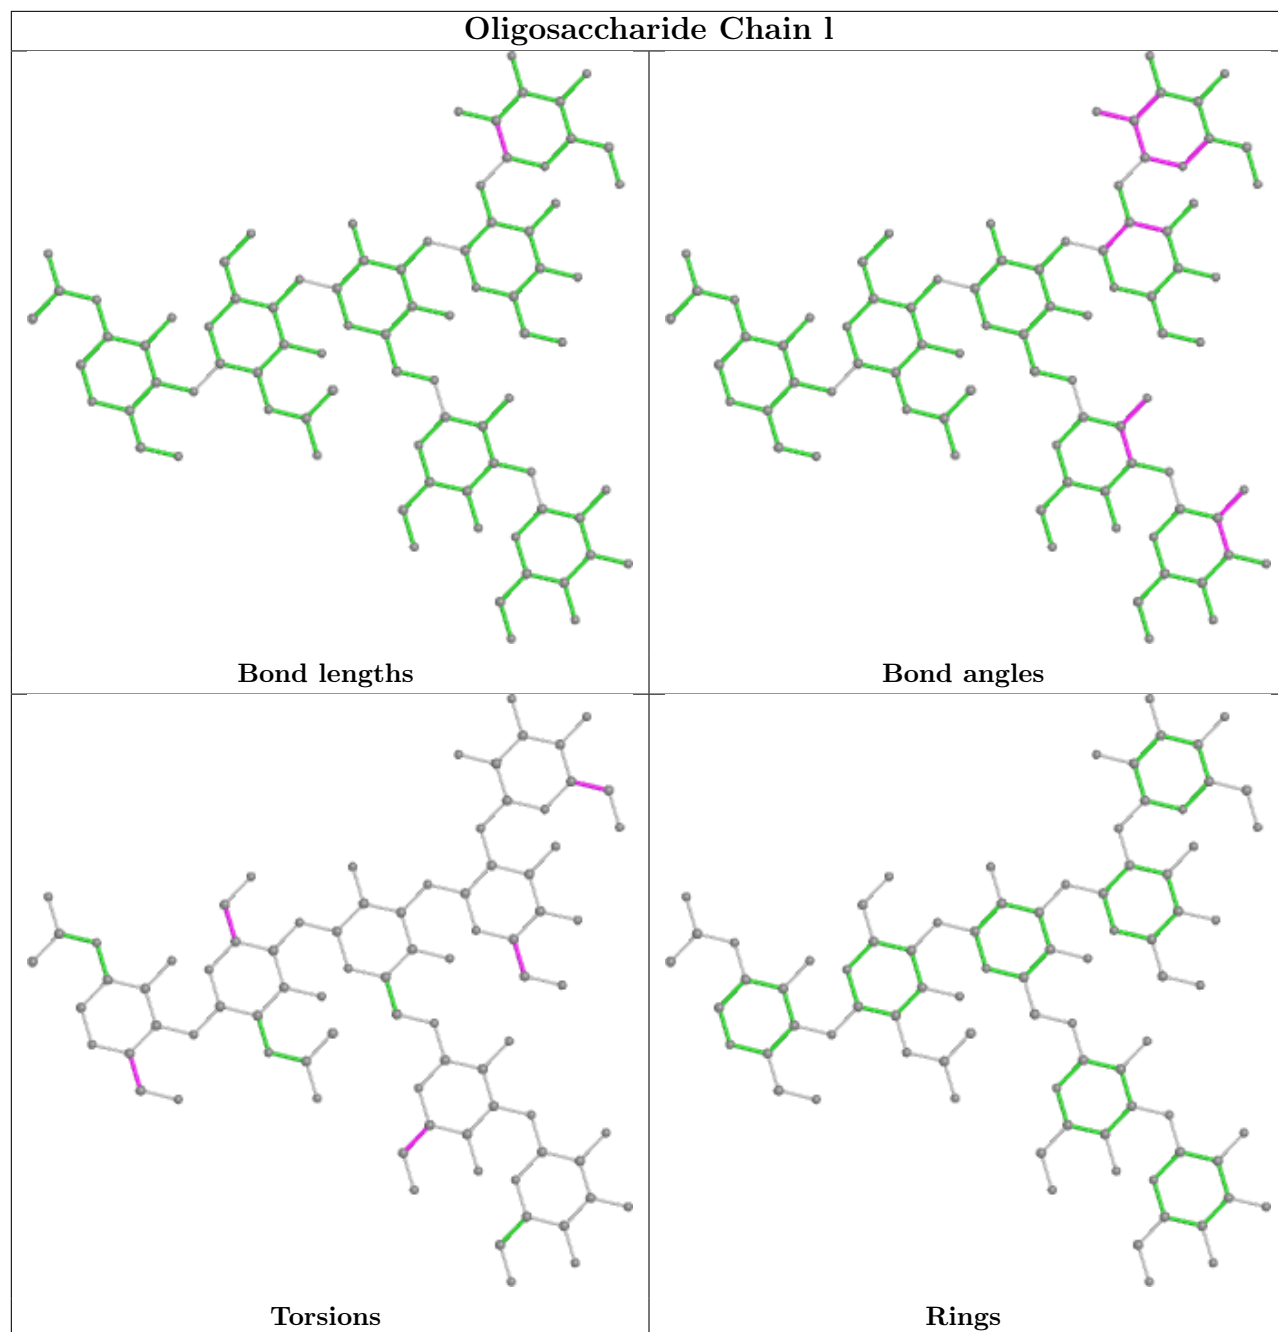 Oligosaccharide Chain l
Bond lengths
Bond angles
Torsions
Rings